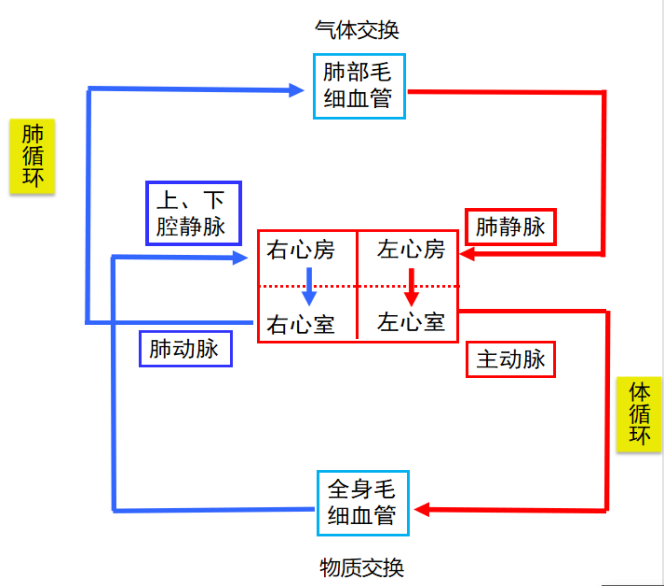 气体交换
肺部毛
细血管
肺循环
上、下
腔静脉
肺静脉
右心房
左心房
右心室
左心室
肺动脉
主动脉
体循环
全身毛
细血管
物质交换